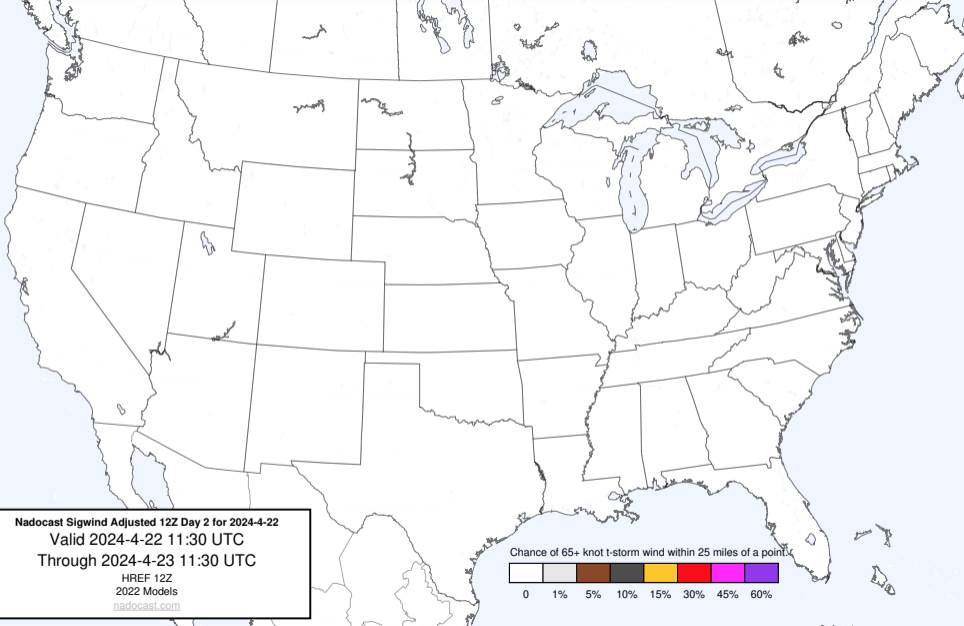 Nadocast Sigwind Adjusted 12Z Day 2 for 2024-4-22
Valid 2024-4-22 11:30 UTC
Through 2024-4-23 11:30 UTC
HREF 12Z
2022 Models
nadocast.com
Chance of 65+ knot t-storm wind within 25 miles of a point.
0 1% 5% 10% 15% 30% 45% 60%